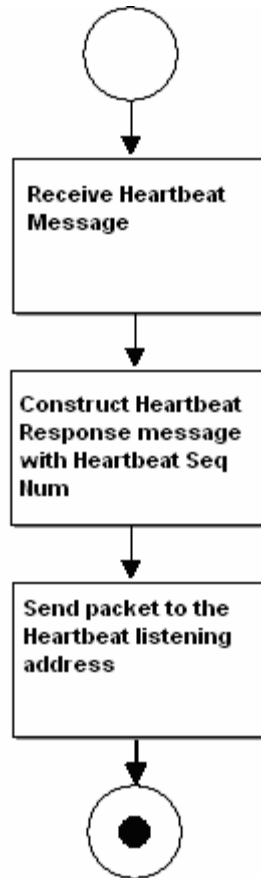 Receive Heartbeat
Message
Construct Heartbeat
Response message
with Heartbeat Seq
Num
Send packet to the
Heartbeat listening
address